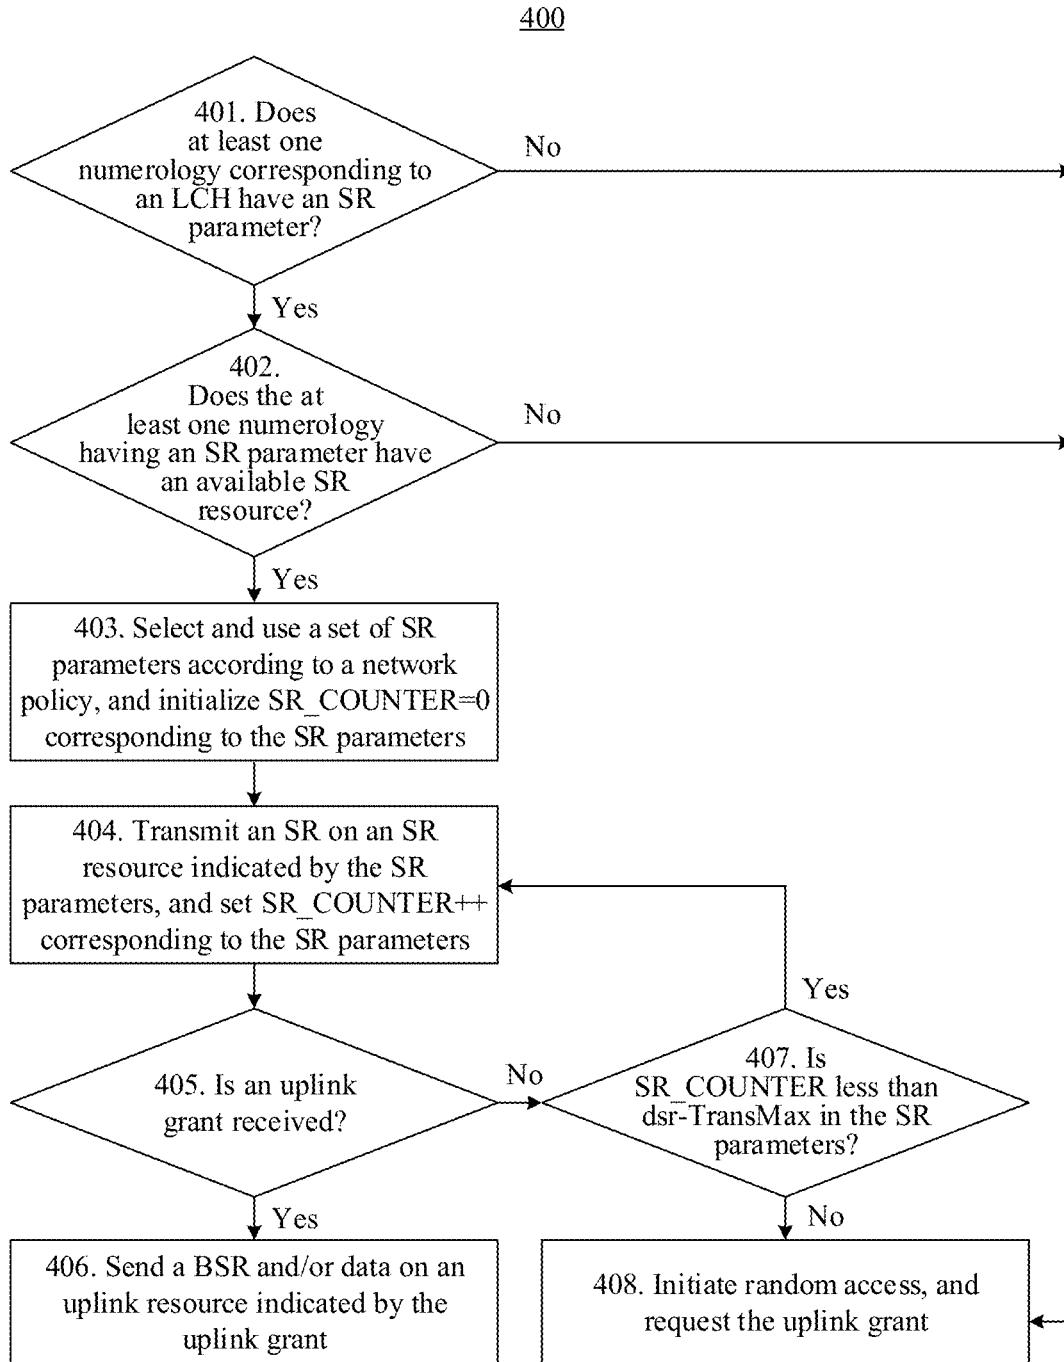 400
401. Does
at least one
numerology corresponding to
an LCH have an SR
parameter?
No
Yes
402.
Does the at
least one numerology
having an SR parameter have
an available SR
resource?
No
Yes
403. Select and use a set of SR
parameters according to a network
policy, and initialize SR_COUNTER=0
corresponding to the SR parameters
404. Transmit an SR on an SR
resource indicated by the SR
parameters, and set SR_COUNTER++
corresponding to the SR parameters
Yes
405. Is an uplink
grant received?
No
407. Is
SR_COUNTER less than
dsr-TransMax in the SR
parameters?
Yes
No
406. Send a BSR and/or data on an
uplink resource indicated by the
uplink grant
408. Initiate random access, and
request the uplink grant